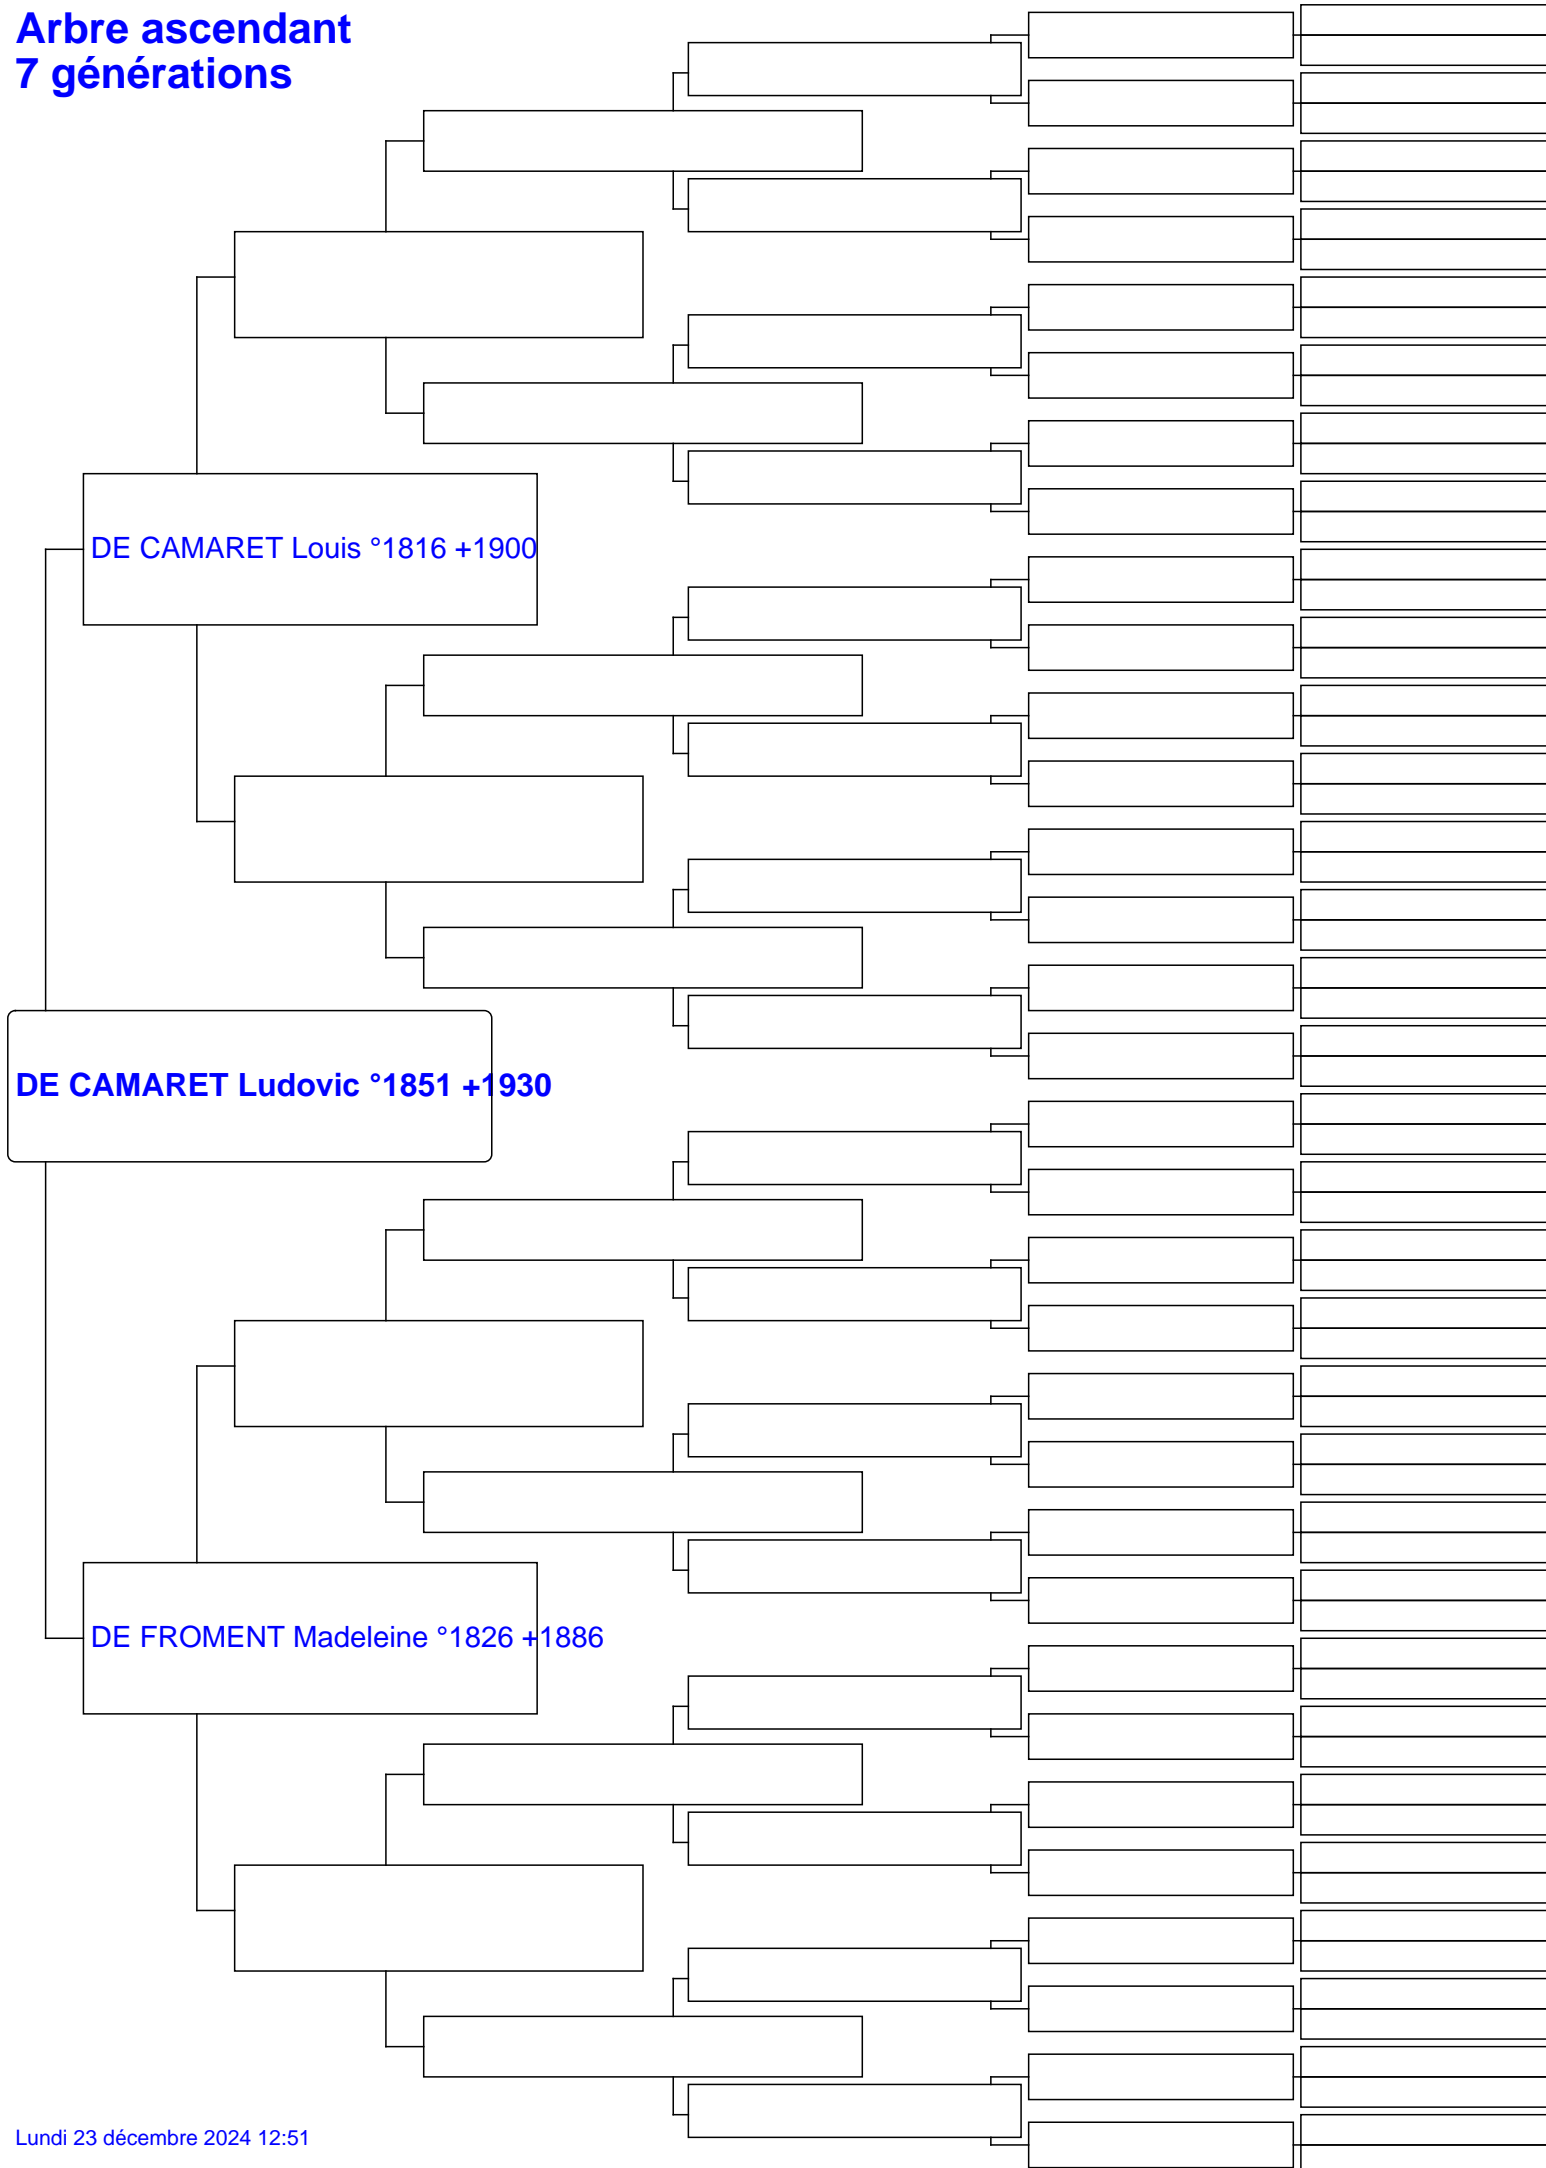 Arbre ascendant
7 générations
DE CAMARET Louis °1816 +1900
DE CAMARET Ludovic °1851 +1930
DE FROMENT Madeleine °1826 +1886
Lundi 23 décembre 2024 12:51